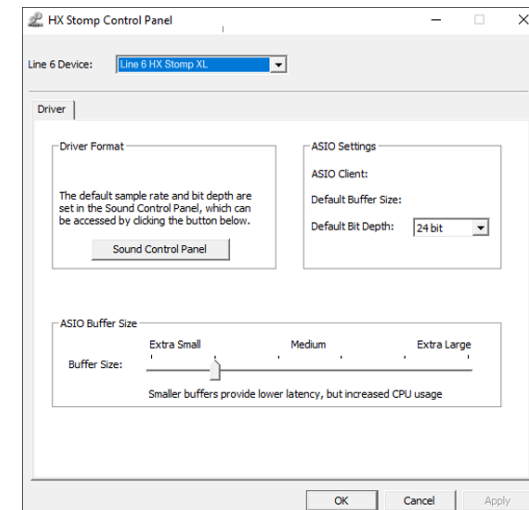 HX Stomp Control Panel
Line 6 Device: Line 6 HX Stomp XL
Driver
Driver Format
The default sample rate and bit depth are
set in the Sound Control Panel, which can
be accessed by clicking the button below.
Sound Control Panel
ASIO Settings
ASIO Client:
Default Buffer Size:
Default Bit Depth: 24 bit
ASIO Buffer Size
Extra Small Medium Extra Large
Buffer Size:
Smaller buffers provide lower latency, but increased CPU usage
OK Cancel Apply